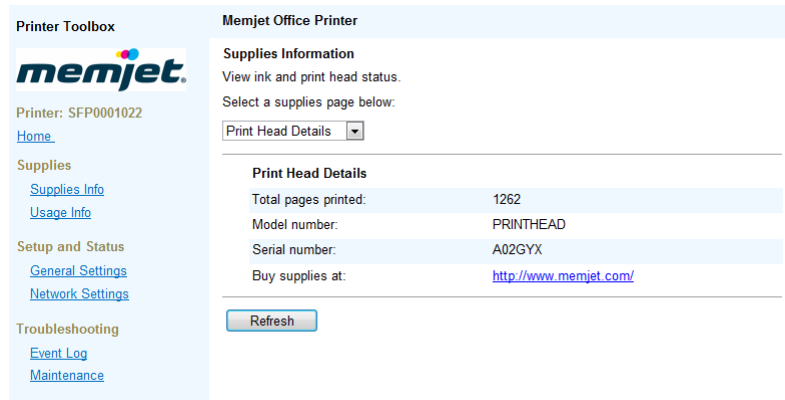 Printer Toolbox
memjet.
Printer: SFP0001022
Home
Supplies
Supplies Info
Usage Info
Setup and Status
General Settings
Network Settings
Troubleshooting
Event Log
Maintenance
Memjet Office Printer
Supplies Information
View ink and print head status.
Select a supplies page below:
Print Head Details
Print Head Details
Total pages printed: 1262
Model number: PRINTHEAD
Serial number: A02GYX
Buy supplies at: http://www.memjet.com/
Refresh